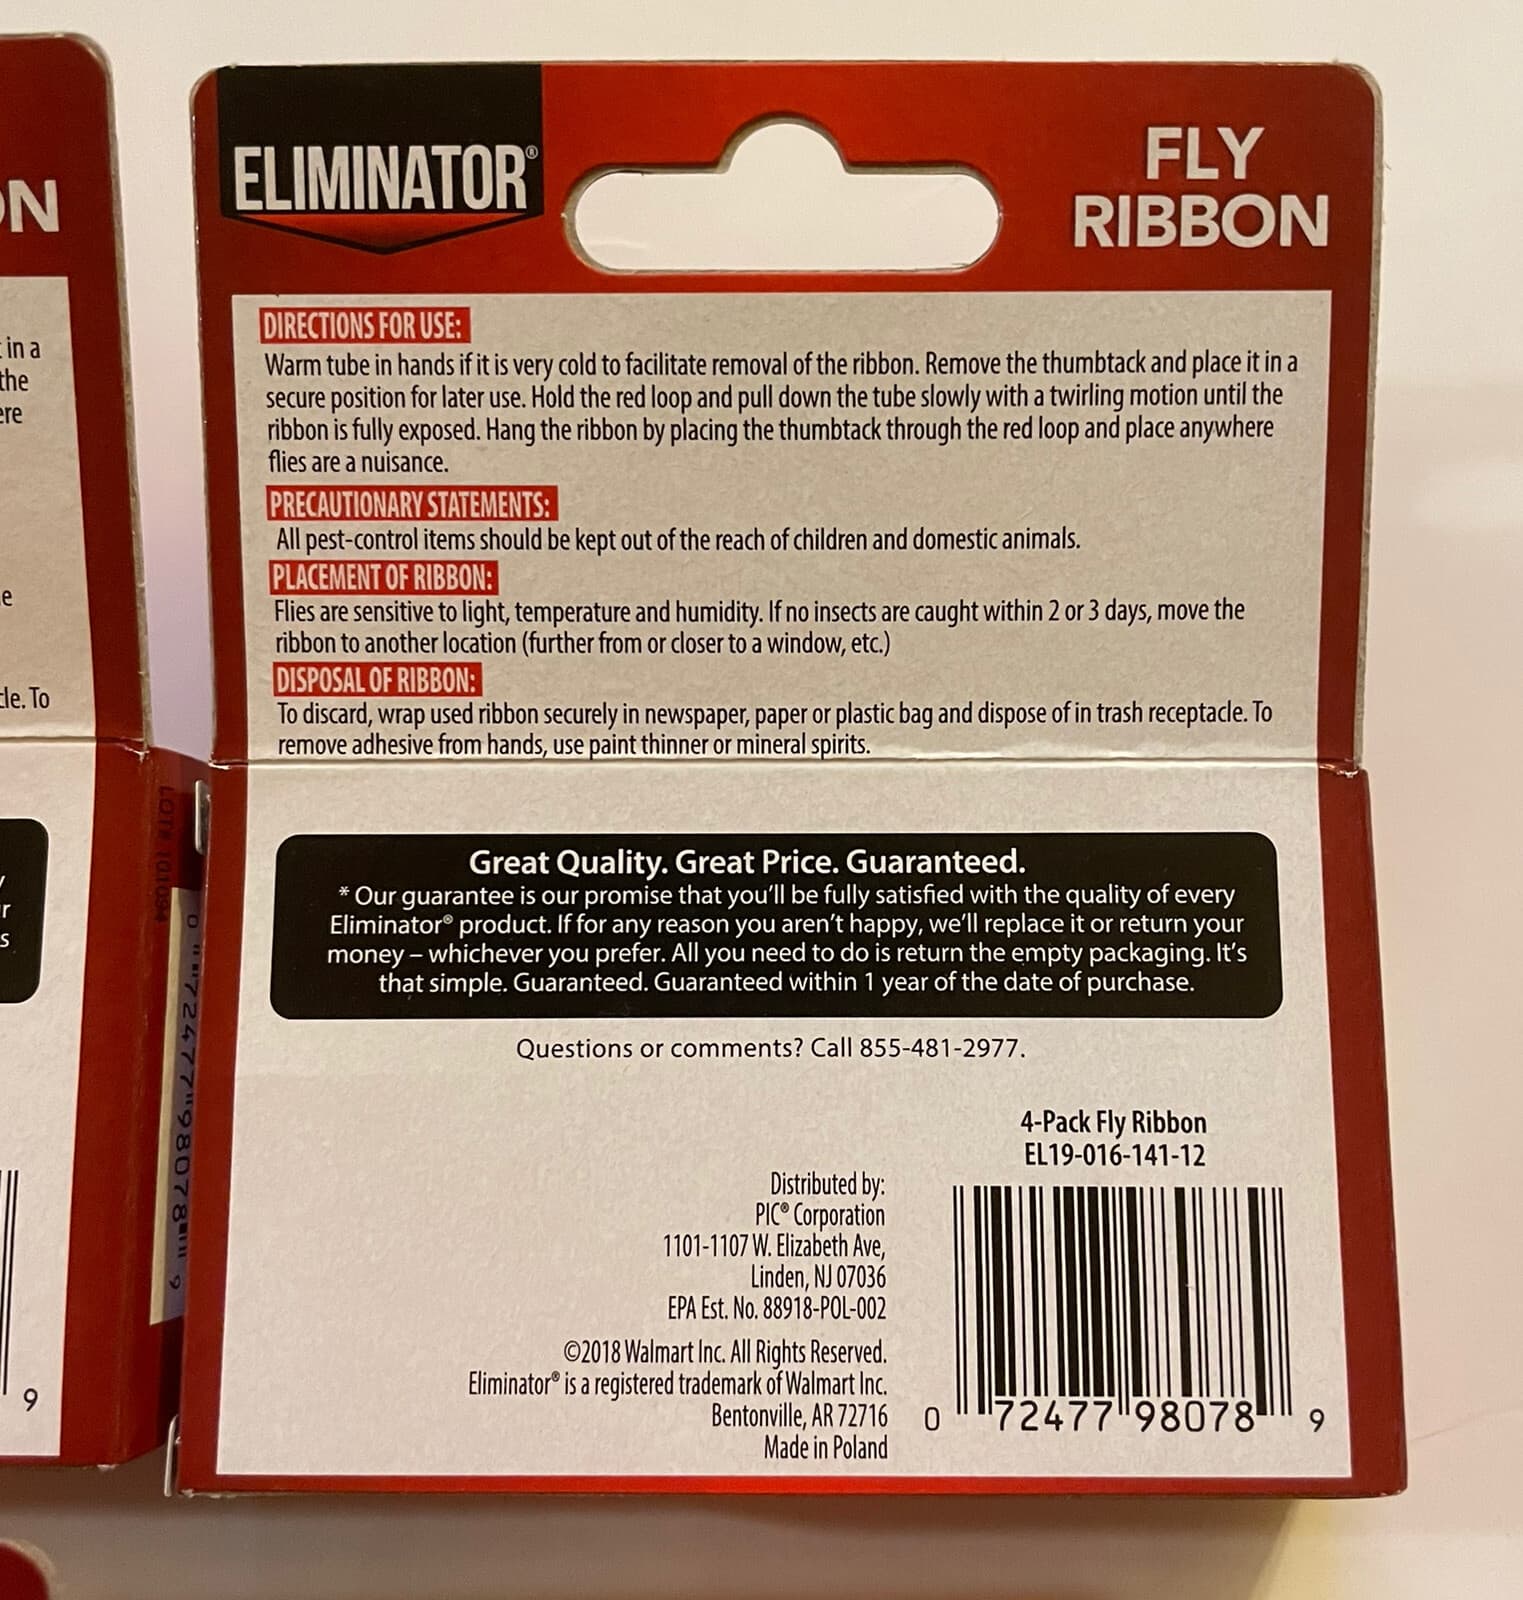 ELIMINATOR®
FLY
RIBBON
DIRECTIONS FOR USE:
Warm tube in hands if it is very cold to facilitate removal of the ribbon. Remove the thumbtack and place it in a
secure position for later use. Hold the red loop and pull down the tube slowly with a twirling motion until the
ribbon is fully exposed. Hang the ribbon by placing the thumbtack through the red loop and place anywhere
flies are a nuisance.
PRECAUTIONARY STATEMENTS:
All pest-control items should be kept out of the reach of children and domestic animals.
PLACEMENT OF RIBBON:
Flies are sensitive to light, temperature and humidity. If no insects are caught within 2 or 3 days, move the
ribbon to another location (further from or closer to a window, etc.)
DISPOSAL OF RIBBON:
To discard, wrap used ribbon securely in newspaper, paper or plastic bag and dispose of in trash receptacle. To
remove adhesive from hands, use paint thinner or mineral spirits.
Great Quality. Great Price. Guaranteed.
* Our guarantee is our promise that you'll be fully satisfied with the quality of every
Eliminator® product. If for any reason you aren't happy, we'll replace it or return your
money – whichever you prefer. All you need to do is return the empty packaging. It's
that simple. Guaranteed. Guaranteed within 1 year of the date of purchase.
Questions or comments? Call 855-481-2977.
4-Pack Fly Ribbon
EL19-016-141-12
Distributed by:
PIC® Corporation
1101-1107 W. Elizabeth Ave,
Linden, NJ 07036
EPA Est. No. 88918-POL-002
©2018 Walmart Inc. All Rights Reserved.
Eliminator® is a registered trademark of Walmart Inc.
Bentonville, AR 72716
Made in Poland
0 72477 98078 9
ON
in a
the
ere
e
cle. To
r
s
9
LOT# 101094
0 72477 98078 9